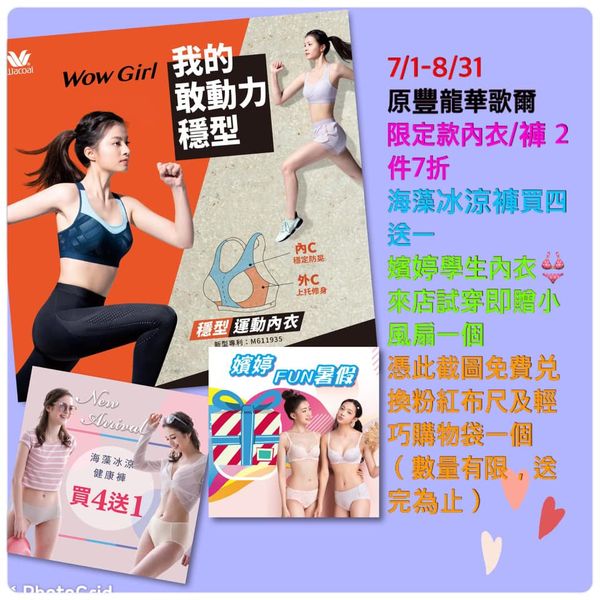 Wacoal
Wow Girl
我的
敢動力
穩型
內C
穩定防晃
外C
上托修身
穩型 運動內衣
新型專利：M611935
New
Arrival
海藻冰涼
健康褲
買4送1
嬪婷
FUN暑假
7/1-8/31
原豐龍華歌爾
限定款內衣/褲 2
件7折
海藻冰涼褲買四
送一
嬪婷學生內衣👙
來店試穿即贈小
風扇一個
憑此截圖免費兌
換粉紅布尺及輕
巧購物袋一個
（數量有限，送
完為止）
PhotoGrid